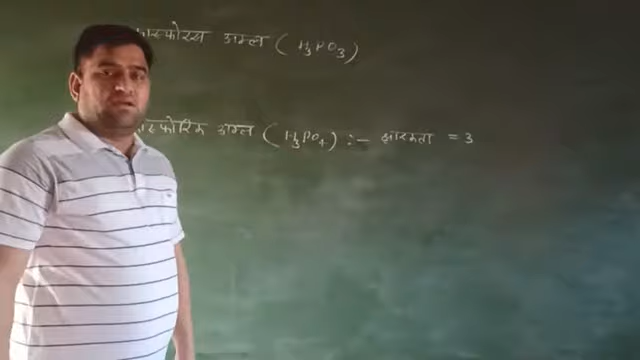 फास्फोरस अम्ल ( H3PO3 )
फास्फोरिक अम्ल ( H3PO4 ) :- क्षारकता = 3